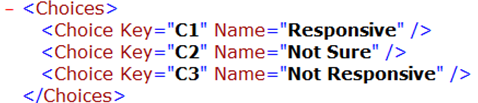 – <Choices>
<Choice Key="C1" Name="Responsive" />
<Choice Key="C2" Name="Not Sure" />
<Choice Key="C3" Name="Not Responsive" />
</Choices>